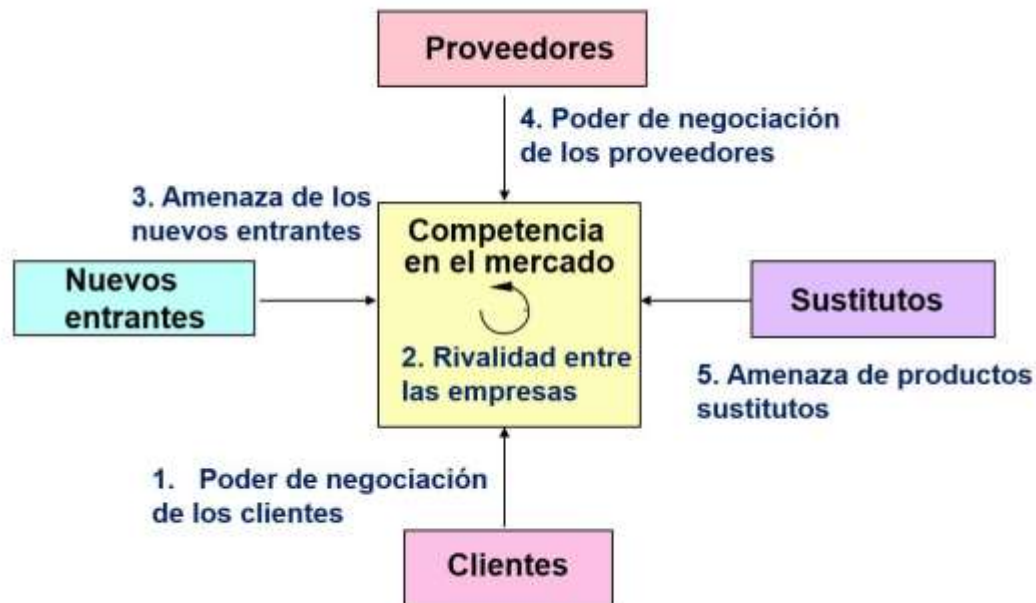 Proveedores
4. Poder de negociación
de los proveedores
3. Amenaza de los
nuevos entrantes
Competencia
en el mercado
Nuevos
entrantes
Sustitutos
2. Rivalidad entre
las empresas
5. Amenaza de productos
sustitutos
1. Poder de negociación
de los clientes
Clientes